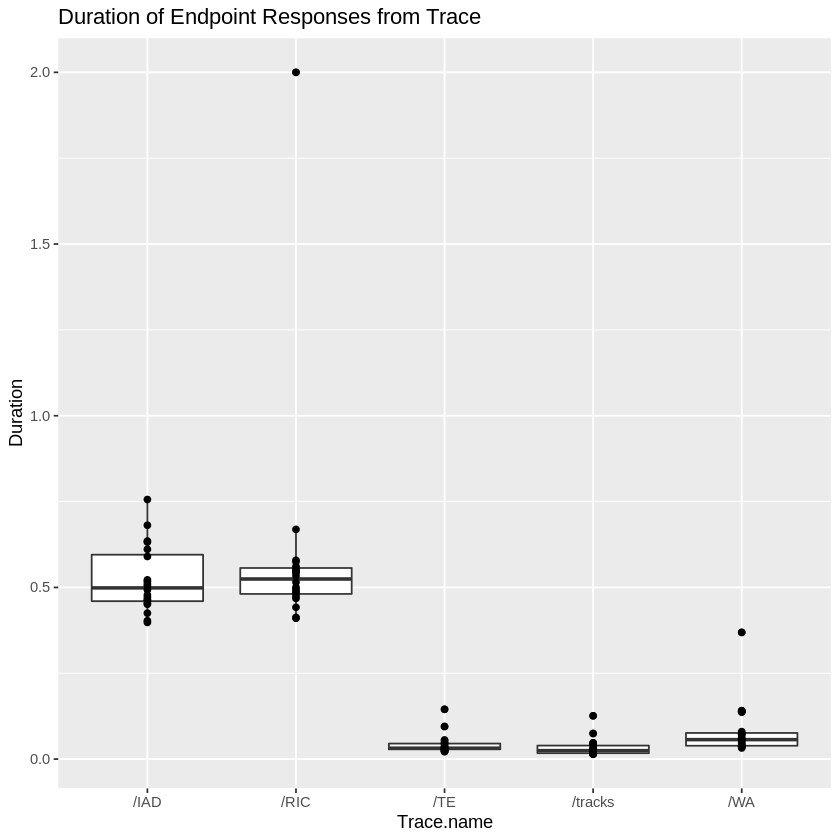 Duration of Endpoint Responses from Trace
2.0
1.5
1.0
0.5
0.0
Duration
/IAD
/RIC
/TE
/tracks
/WA
Trace.name